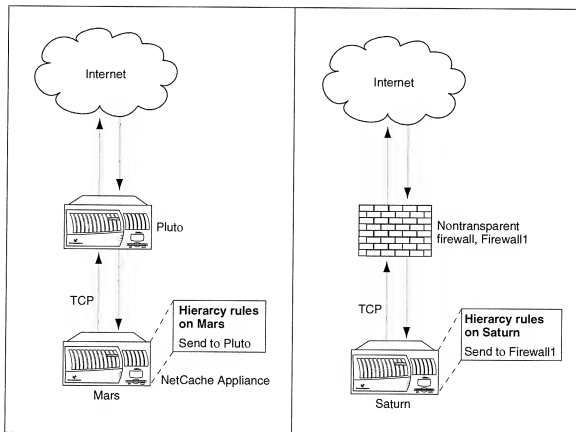 Internet
Pluto
TCP
Hierarcy rules
on Mars
Send to Pluto
NetCache Appliance
Mars
Internet
Nontransparent
firewall, Firewall1
TCP
Hierarcy rules
on Saturn
Send to Firewall1
Saturn